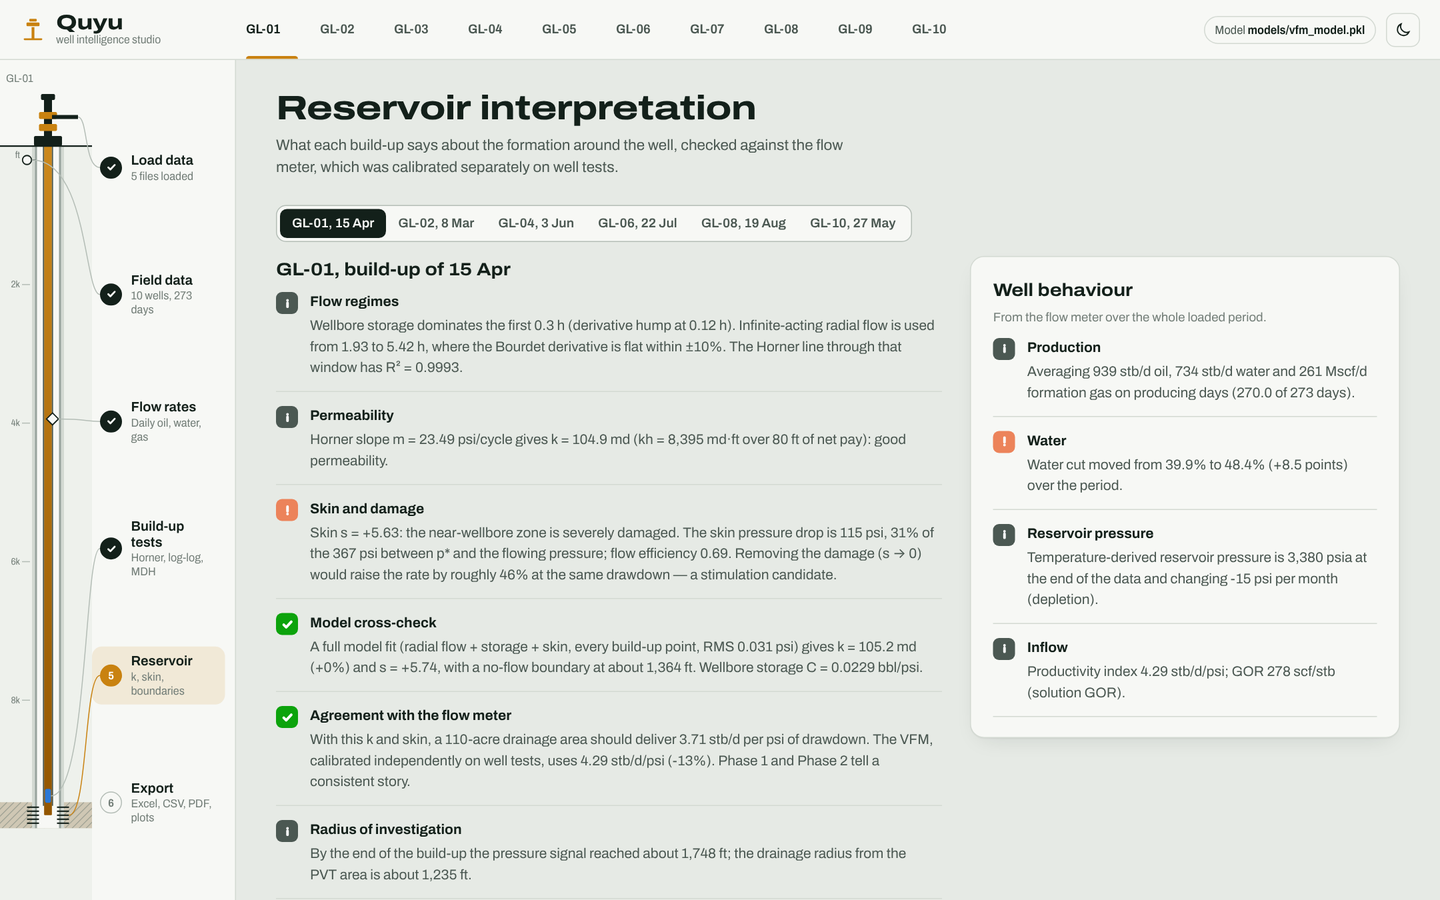 Quyu
well intelligence studio
GL-01
GL-02
GL-03
GL-04
GL-05
GL-06
GL-07
GL-08
GL-09
GL-10
Model models/vfm_model.pkl
GL-01
ft
2k
4k
6k
8k
Load data
5 files loaded
Field data
10 wells, 273
days
Flow rates
Daily oil, water,
gas
Build-up
tests
Horner, log-log,
MDH
5
Reservoir
k, skin,
boundaries
6
Export
Excel, CSV, PDF,
plots
Reservoir interpretation
What each build-up says about the formation around the well, checked against the flow
meter, which was calibrated separately on well tests.
GL-01, 15 Apr
GL-02, 8 Mar
GL-04, 3 Jun
GL-06, 22 Jul
GL-08, 19 Aug
GL-10, 27 May
GL-01, build-up of 15 Apr
Flow regimes
Wellbore storage dominates the first 0.3 h (derivative hump at 0.12 h). Infinite-acting radial flow is used
from 1.93 to 5.42 h, where the Bourdet derivative is flat within ±10%. The Horner line through that
window has R² = 0.9993.
Permeability
Horner slope m = 23.49 psi/cycle gives k = 104.9 md (kh = 8,395 md·ft over 80 ft of net pay): good
permeability.
Skin and damage
Skin s = +5.63: the near-wellbore zone is severely damaged. The skin pressure drop is 115 psi, 31% of
the 367 psi between p* and the flowing pressure; flow efficiency 0.69. Removing the damage (s → 0)
would raise the rate by roughly 46% at the same drawdown — a stimulation candidate.
Model cross-check
A full model fit (radial flow + storage + skin, every build-up point, RMS 0.031 psi) gives k = 105.2 md
(+0%) and s = +5.74, with a no-flow boundary at about 1,364 ft. Wellbore storage C = 0.0229 bbl/psi.
Agreement with the flow meter
With this k and skin, a 110-acre drainage area should deliver 3.71 stb/d per psi of drawdown. The VFM,
calibrated independently on well tests, uses 4.29 stb/d/psi (-13%). Phase 1 and Phase 2 tell a
consistent story.
Radius of investigation
By the end of the build-up the pressure signal reached about 1,748 ft; the drainage radius from the
PVT area is about 1,235 ft.
Well behaviour
From the flow meter over the whole loaded period.
Production
Averaging 939 stb/d oil, 734 stb/d water and 261 Mscf/d
formation gas on producing days (270.0 of 273 days).
Water
Water cut moved from 39.9% to 48.4% (+8.5 points)
over the period.
Reservoir pressure
Temperature-derived reservoir pressure is 3,380 psia at
the end of the data and changing -15 psi per month
(depletion).
Inflow
Productivity index 4.29 stb/d/psi; GOR 278 scf/stb
(solution GOR).